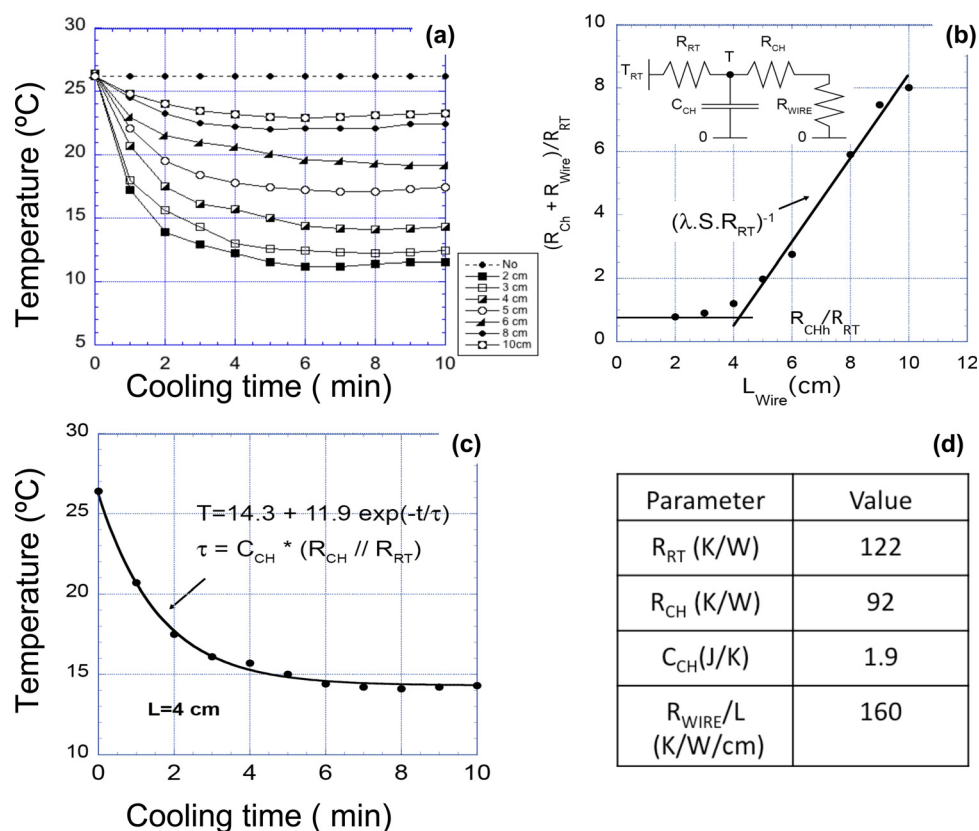 (a)
30
25
20
15
10
5
Temperature (ºC)
0
2
4
6
8
10
Cooling time ( min)
No
2 cm
3 cm
4 cm
5 cm
6 cm
8 cm
10cm
(b)
10
8
6
4
2
0
(R_Ch + R_Wire)/R_RT
R_RT
T
R_CH
T_RT
C_CH
R_WIRE
0
0
(λ.S.R_RT)^-1
R_CHh/R_RT
0
2
4
6
8
10
12
L_Wire(cm)
(c)
30
25
20
15
10
Temperature (ºC)
T=14.3 + 11.9 exp(-t/τ)
τ = C_CH * (R_CH // R_RT)
L=4 cm
0
2
4
6
8
10
Cooling time ( min)
(d)
Parameter Value
R_RT (K/W) 122
R_CH (K/W) 92
C_CH(J/K) 1.9
R_WIRE/L 160
(K/W/cm)